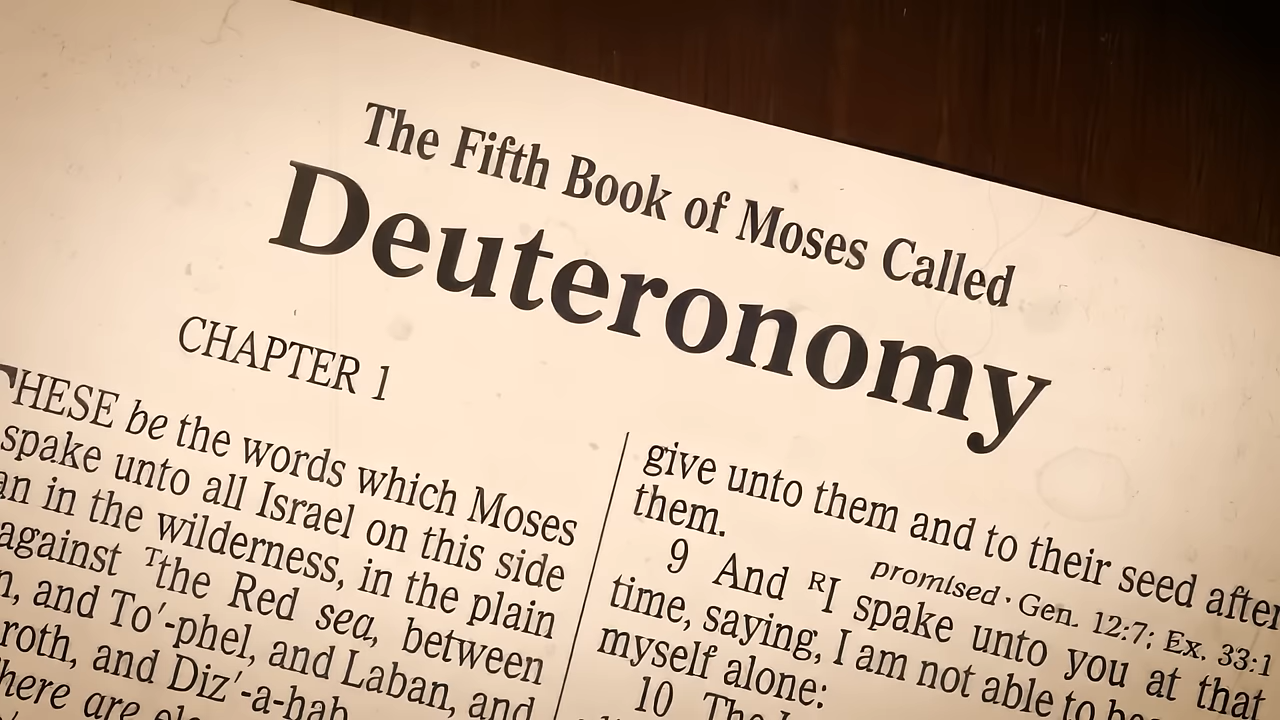 The Fifth Book of Moses Called
Deuteronomy
CHAPTER 1
THESE be the words which Moses
spake unto all Israel on this side
in the wilderness, in the plain
against ᵀthe Red sea, between
and To′-phel, and Laban, and
and Diz′-a-hab.
are
give unto them and to their seed after
them.
promised · Gen. 12:7; Ex. 33:1
9 And ᴿI spake unto you at that
time, saying, I am not able to
myself alone:
10 The